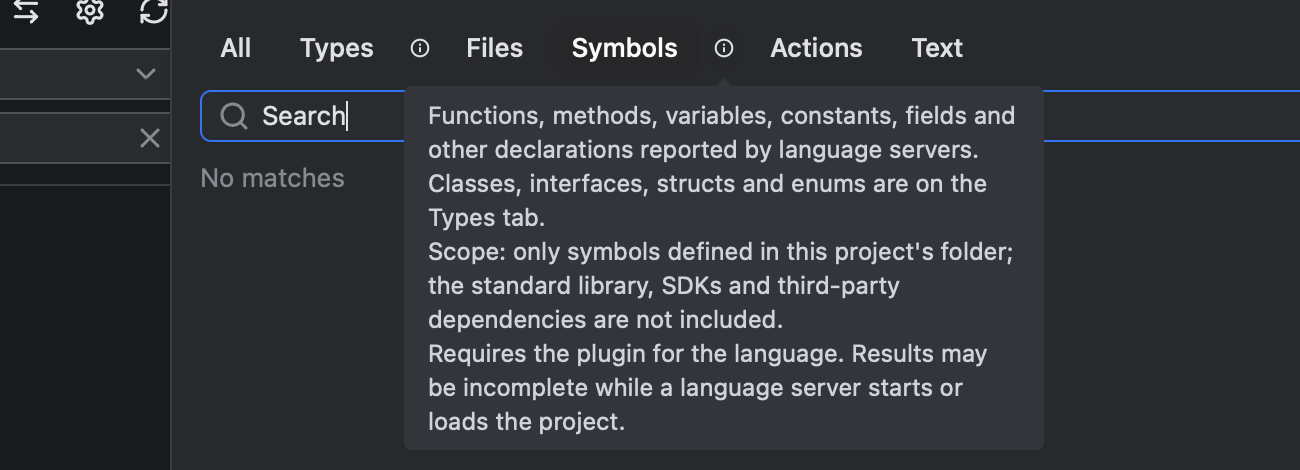 All Types Files Symbols Actions Text
Search
No matches
Functions, methods, variables, constants, fields and
other declarations reported by language servers.
Classes, interfaces, structs and enums are on the
Types tab.
Scope: only symbols defined in this project's folder;
the standard library, SDKs and third-party
dependencies are not included.
Requires the plugin for the language. Results may
be incomplete while a language server starts or
loads the project.